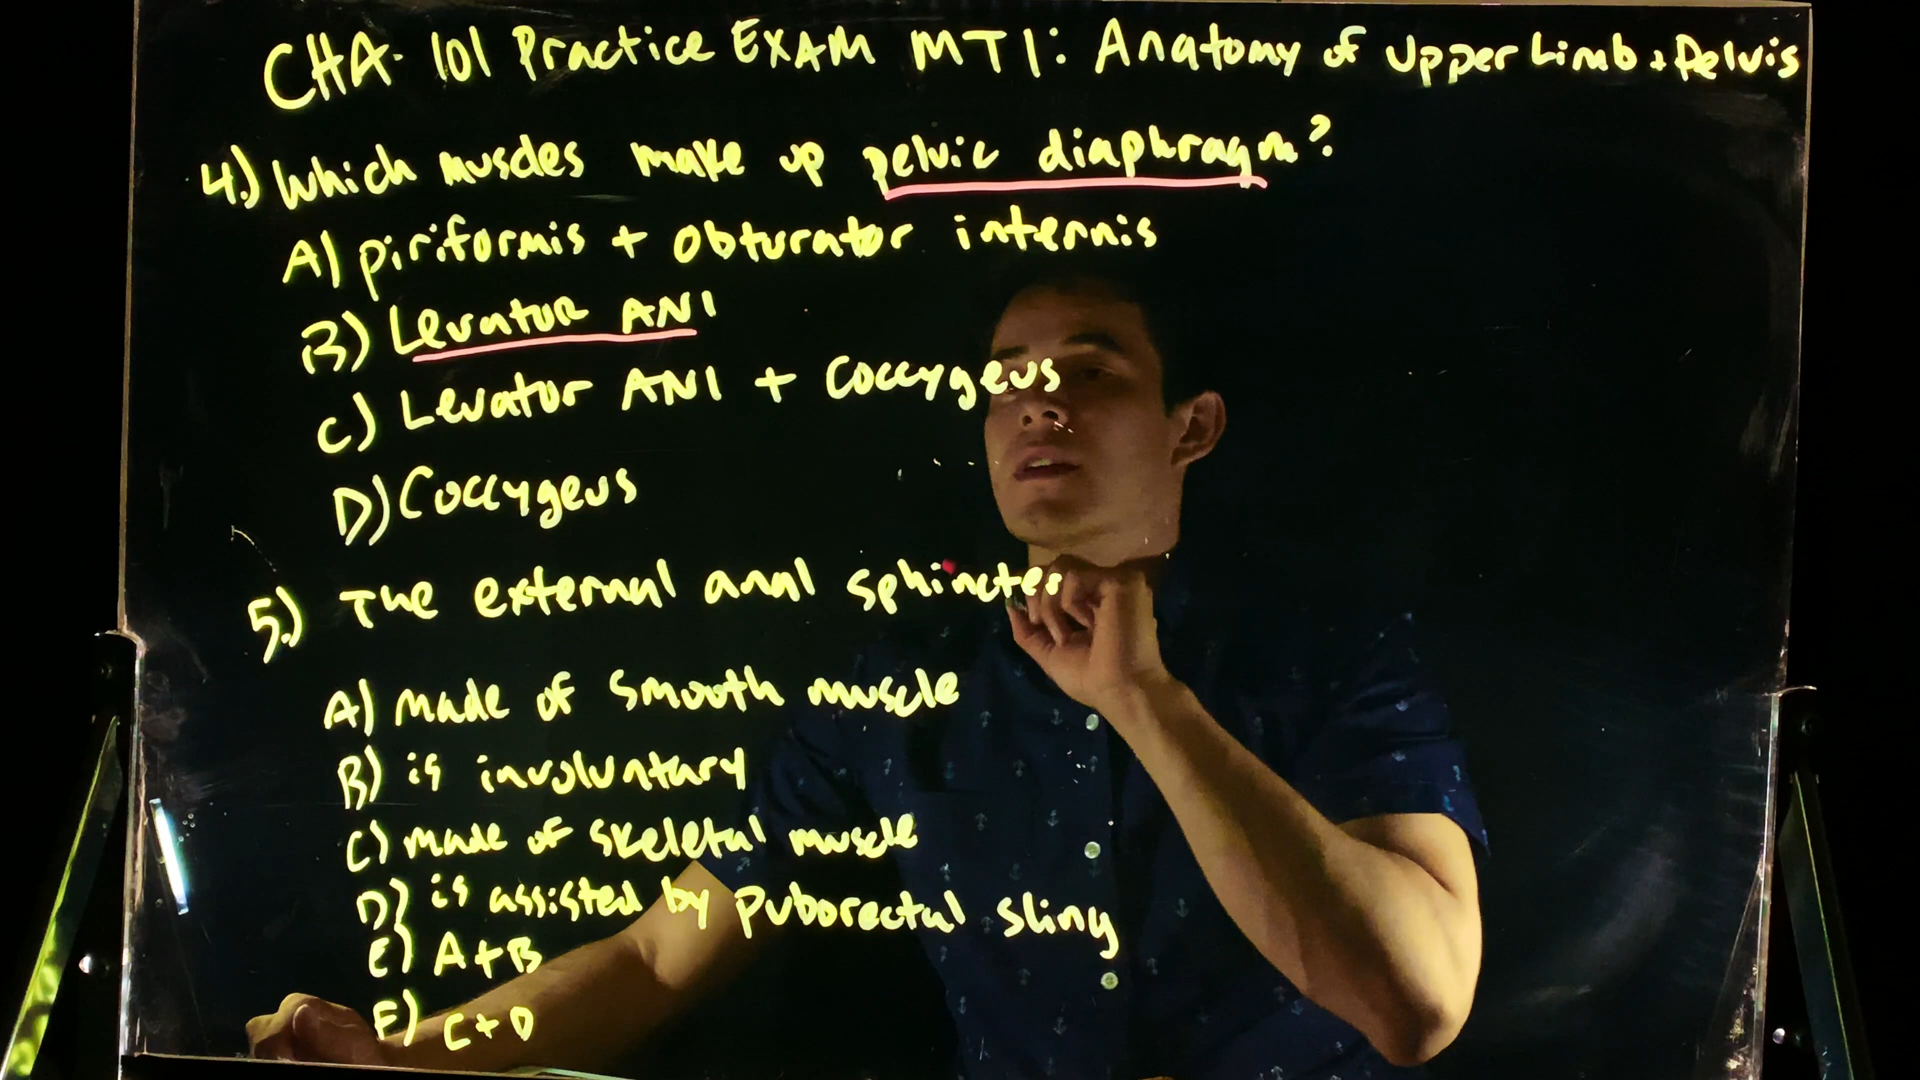 CHA-101 Practice EXAM MT1: Anatomy of Upper Limb + Pelvis
4.) Which muscles make up pelvic diaphragm?
A) piriformis + Obturator internis
B) Levator ANI
C) Levator ANI + Coccygeus
D) Coccygeus
5.) The external anal sphincter
A) made of smooth muscle
B) is involuntary
C) made of skeletal muscle
D) is assisted by puborectal sling
E) A+B
F) C+D